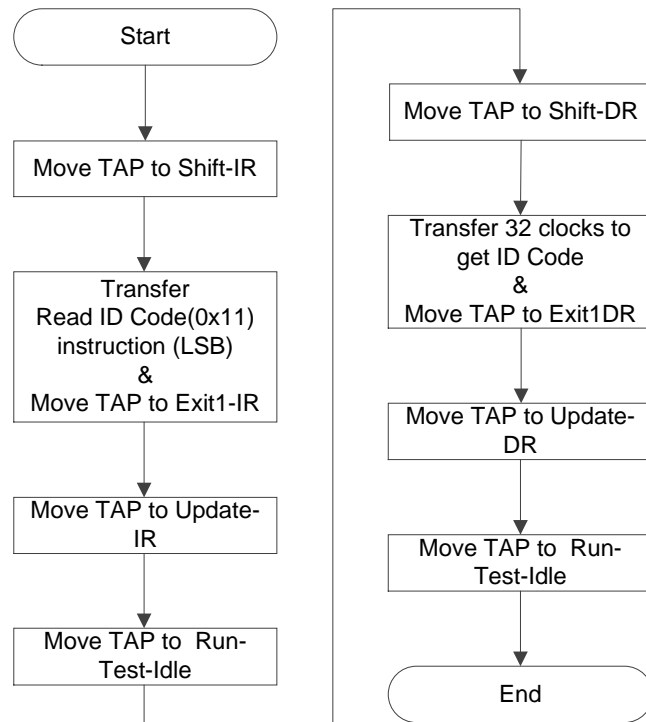 Start
Move TAP to Shift-IR
Transfer
Read ID Code(0x11)
instruction (LSB)
&
Move TAP to Exit1-IR
Move TAP to Update-
IR
Move TAP to  Run-
Test-Idle
Move TAP to Shift-DR
Transfer 32 clocks to
get ID Code
&
Move TAP to Exit1DR
Move TAP to Update-
DR
Move TAP to  Run-
Test-Idle
End